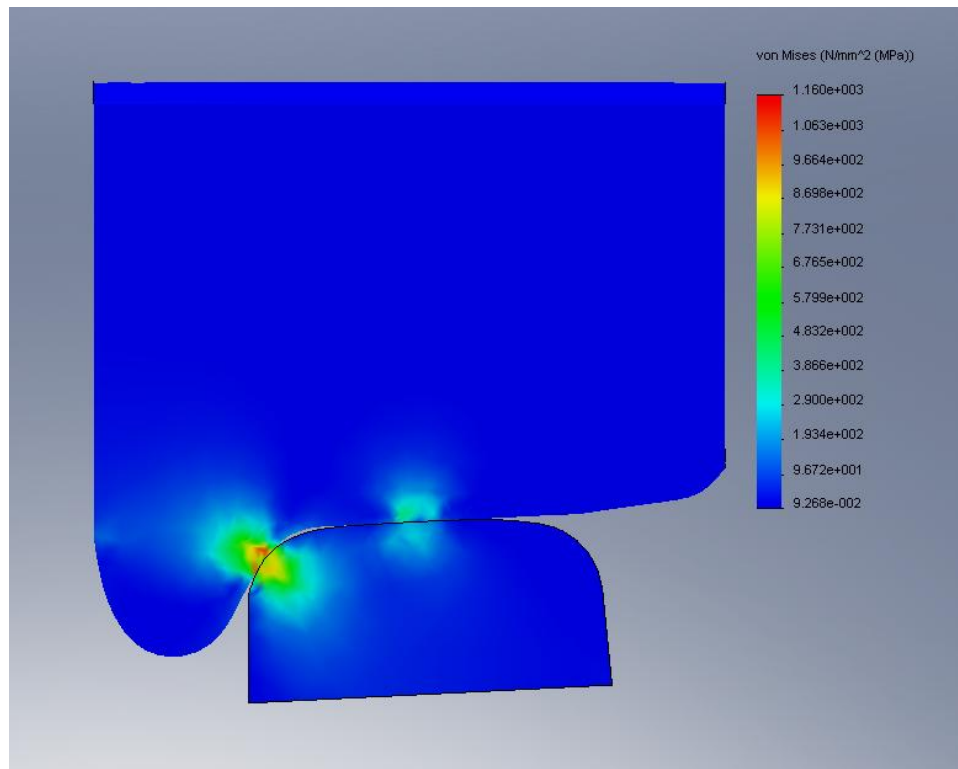 von Mises (N/mm^2 (MPa))
1.160e+003
1.063e+003
9.664e+002
8.698e+002
7.731e+002
6.765e+002
5.799e+002
4.832e+002
3.866e+002
2.900e+002
1.934e+002
9.672e+001
9.268e-002